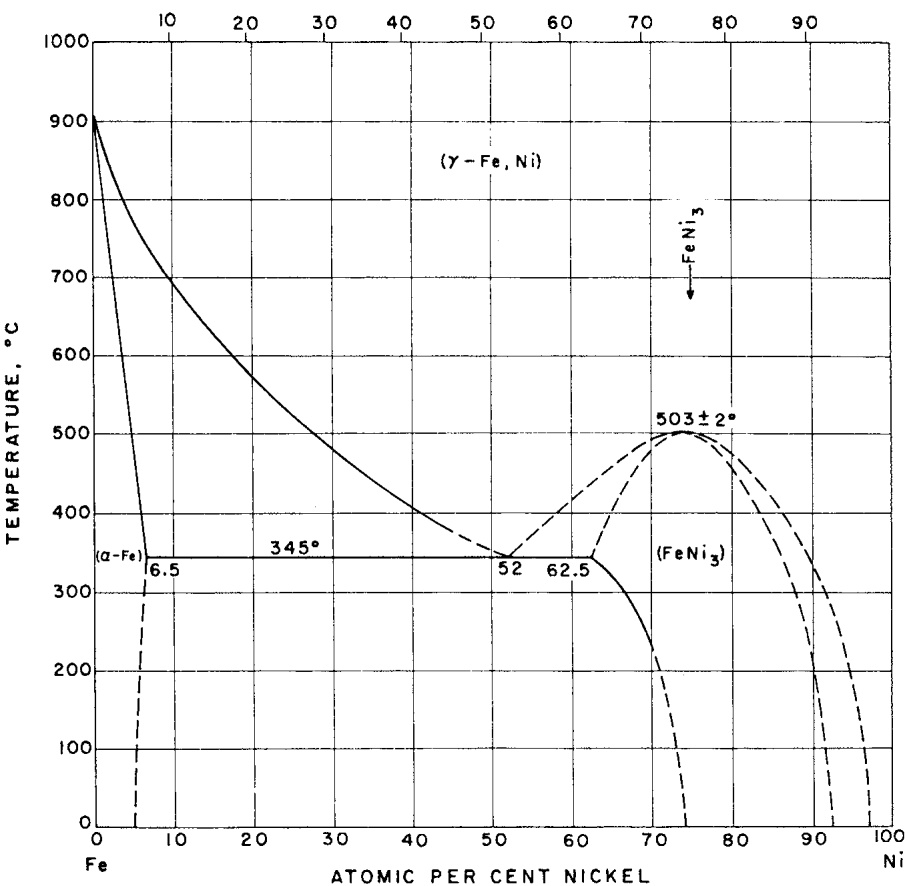 10 20 30 40 50 60 70 80 90
1000
900
800
700
600
500
400
300
200
100
0
TEMPERATURE, °C
(γ-Fe, Ni)
FeNi3
503 ± 2°
(α-Fe)
345°
6.5
52
62.5
(FeNi3)
0 10 20 30 40 50 60 70 80 90 100
Fe
Ni
ATOMIC PER CENT NICKEL